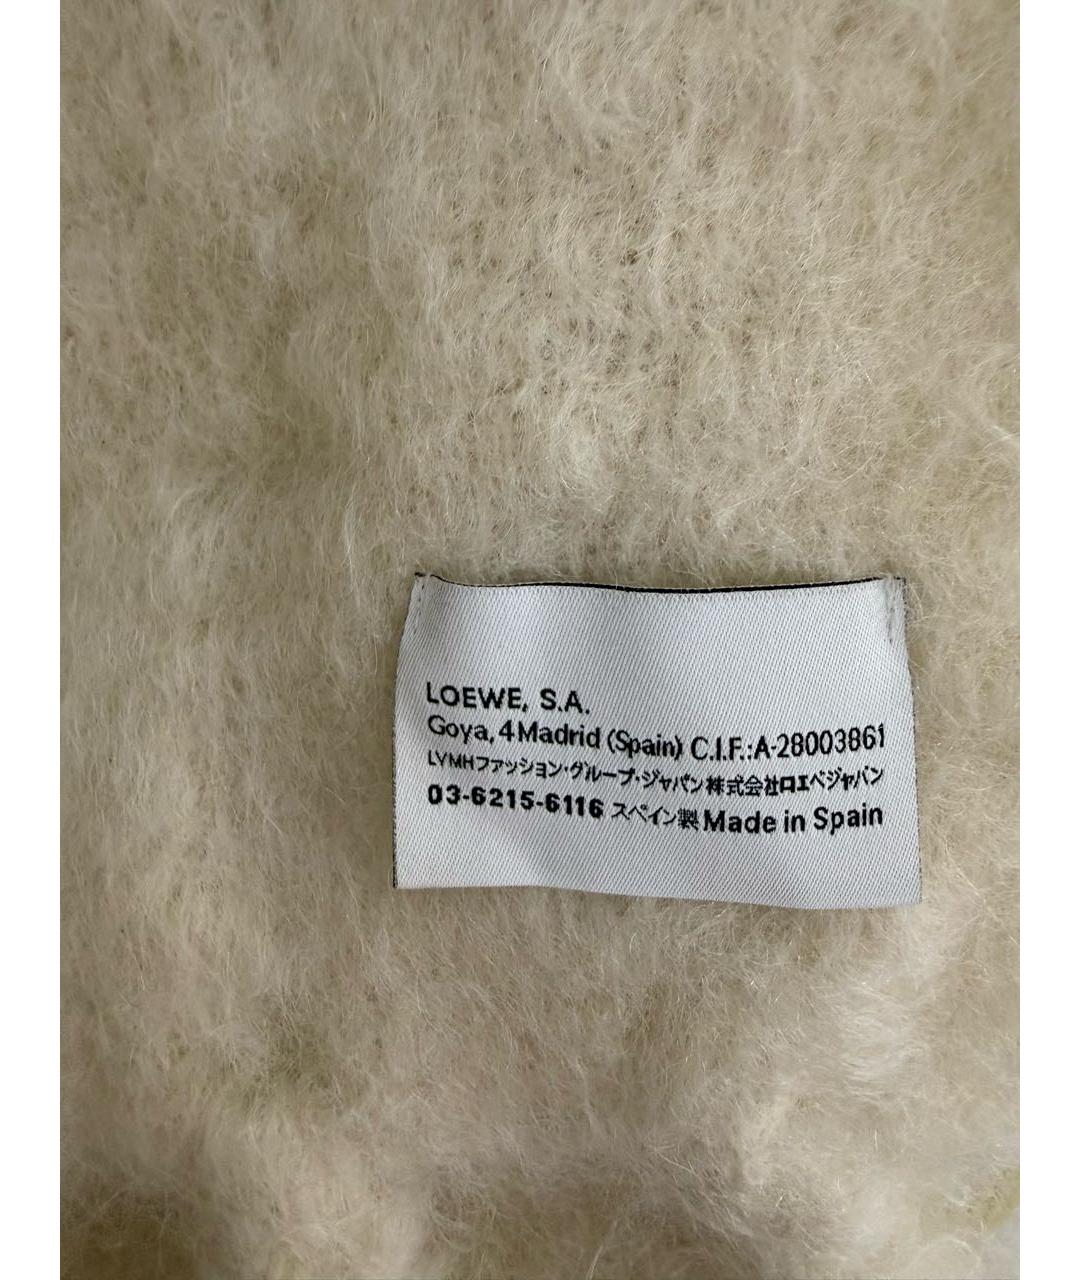 LOEWE, S.A.
Goya, 4 Madrid (Spain) C.I.F.:A-28003861
LVMHファッション・グループ・ジャパン株式会社ロエベジャパン
03-6215-6116 スペイン製 Made in Spain